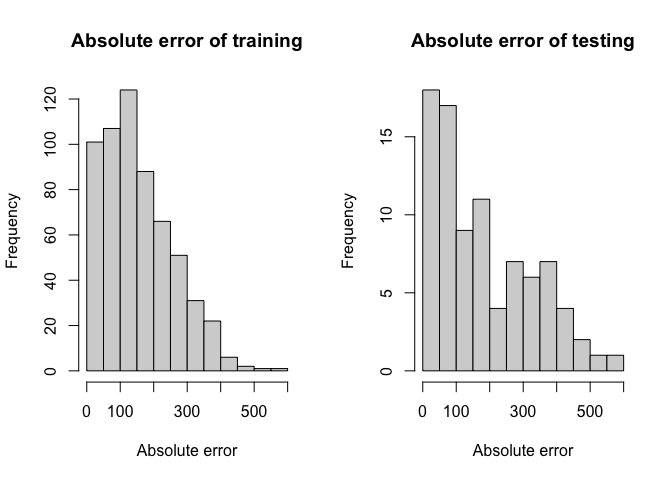 Absolute error of training
Frequency
0 20 40 60 80 100 120
0 100 300 500
Absolute error
Absolute error of testing
Frequency
0 5 10 15
0 100 300 500
Absolute error